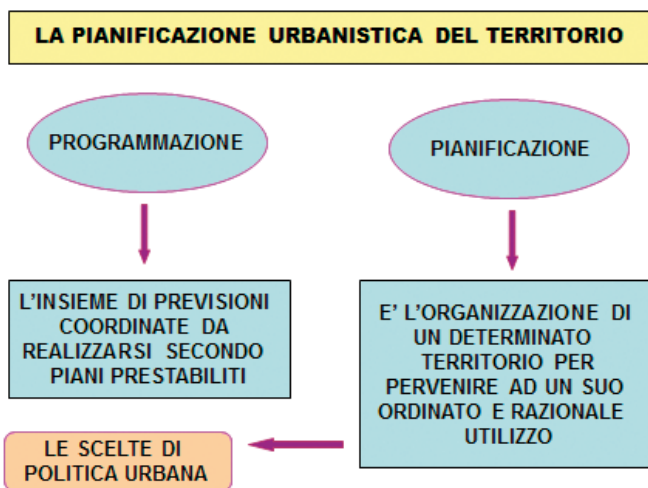 LA PIANIFICAZIONE URBANISTICA DEL TERRITORIO
PROGRAMMAZIONE
PIANIFICAZIONE
L'INSIEME DI PREVISIONI
COORDINATE DA
REALIZZARSI SECONDO
PIANI PRESTABILITI
E' L'ORGANIZZAZIONE DI
UN DETERMINATO
TERRITORIO PER
PERVENIRE AD UN SUO
ORDINATO E RAZIONALE
UTILIZZO
LE SCELTE DI
POLITICA URBANA